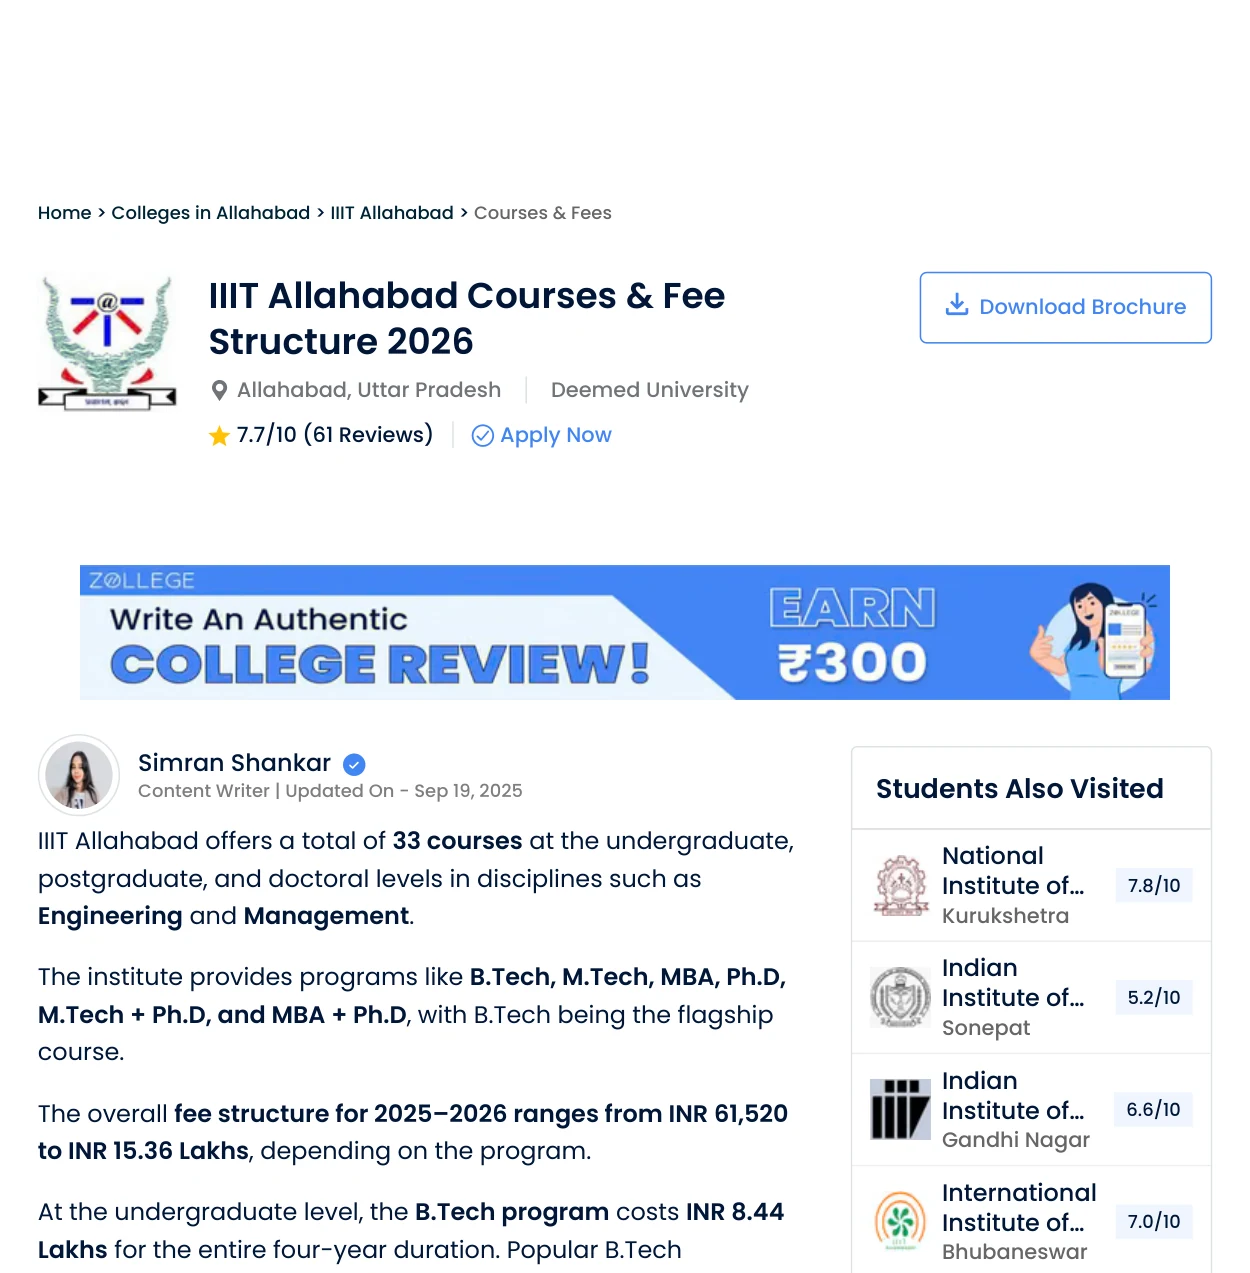 Home > Colleges in Allahabad > IIIT Allahabad > Courses & Fees
IIIT Allahabad Courses & Fee
Structure 2026
Allahabad, Uttar Pradesh
Deemed University
7.7/10 (61 Reviews)
Apply Now
Download Brochure
ZOLLEGE
Write An Authentic
COLLEGE REVIEW!
EARN
₹300
Simran Shankar
Content Writer | Updated On - Sep 19, 2025
IIIT Allahabad offers a total of 33 courses at the undergraduate,
postgraduate, and doctoral levels in disciplines such as
Engineering and Management.
The institute provides programs like B.Tech, M.Tech, MBA, Ph.D,
M.Tech + Ph.D, and MBA + Ph.D, with B.Tech being the flagship
course.
The overall fee structure for 2025–2026 ranges from INR 61,520
to INR 15.36 Lakhs, depending on the program.
At the undergraduate level, the B.Tech program costs INR 8.44
Lakhs for the entire four-year duration. Popular B.Tech
Students Also Visited
National
Institute of...
Kurukshetra
7.8/10
Indian
Institute of...
Sonepat
5.2/10
Indian
Institute of...
Gandhi Nagar
6.6/10
International
Institute of...
Bhubaneswar
7.0/10